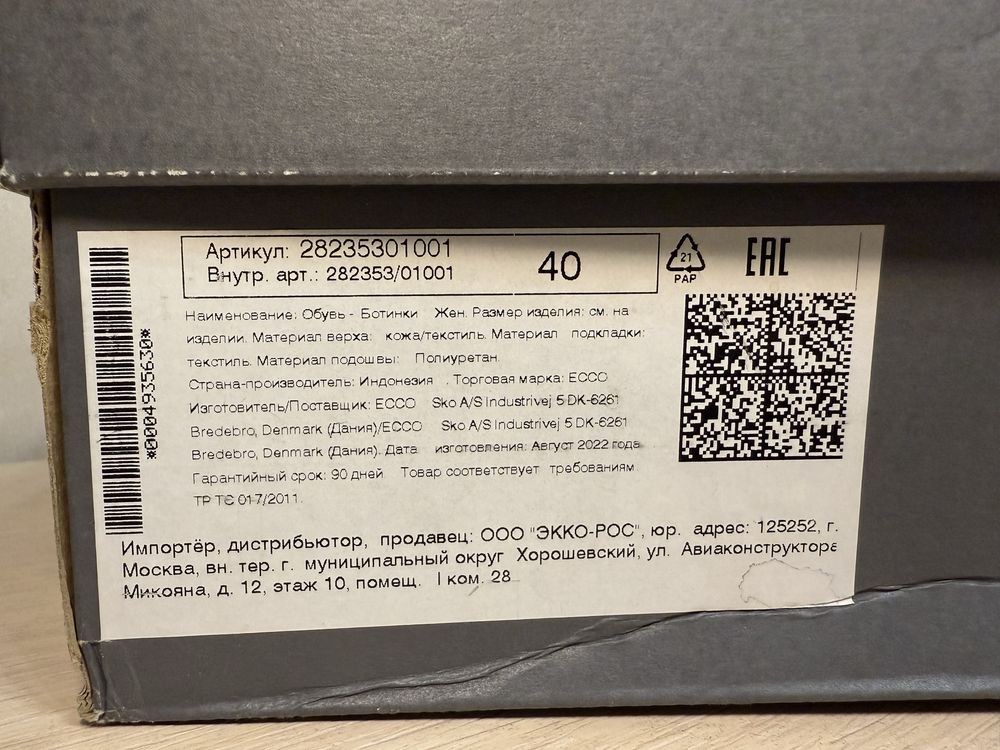 Артикул: 28235301001
Внутр. арт.: 282353/01001
40
21
PAP
EAC
*0004935630*
Наименование: Обувь - Ботинки Жен. Размер изделия: см. на
изделии. Материал верха: кожа/текстиль. Материал подкладки:
текстиль. Материал подошвы: Полиуретан.
Страна-производитель: Индонезия . Торговая марка: ECCO
Изготовитель/Поставщик: ECCO Sko A/S Industrivej 5 DK-6261
Bredebro, Denmark (Дания)/ECCO Sko A/S Industrivej 5 DK-6261
Bredebro, Denmark (Дания). Дата изготовления: Август 2022 года
Гарантийный срок: 90 дней Товар соответствует требованиям
ТР ТС 017/2011.
Импортёр, дистрибьютор, продавец: ООО "ЭККО-РОС", юр. адрес: 125252, г.
Москва, вн. тер. г. муниципальный округ Хорошевский, ул. Авиаконструктора
Микояна, д. 12, этаж 10, помещ. I ком. 28